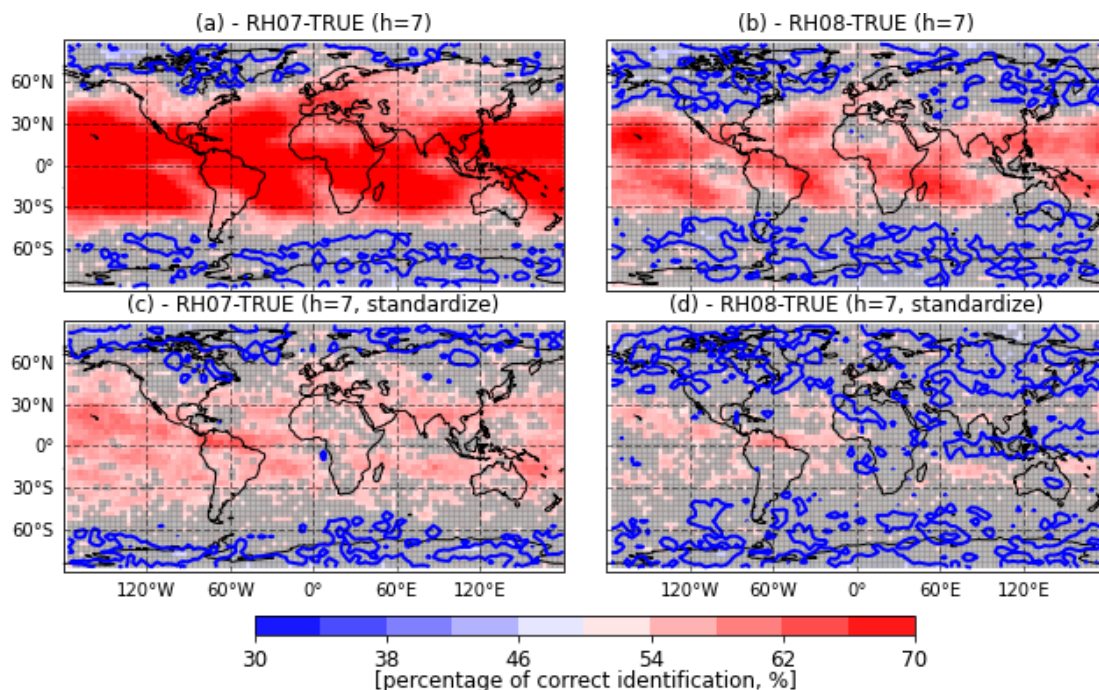 (a) - RH07-TRUE (h=7)
(b) - RH08-TRUE (h=7)
60°N
30°N
0°
30°S
60°S
(c) - RH07-TRUE (h=7, standardize)
(d) - RH08-TRUE (h=7, standardize)
60°N
30°N
0°
30°S
60°S
120°W 60°W 0° 60°E 120°E
120°W 60°W 0° 60°E 120°E
30 38 46 54 62 70
[percentage of correct identification, %]